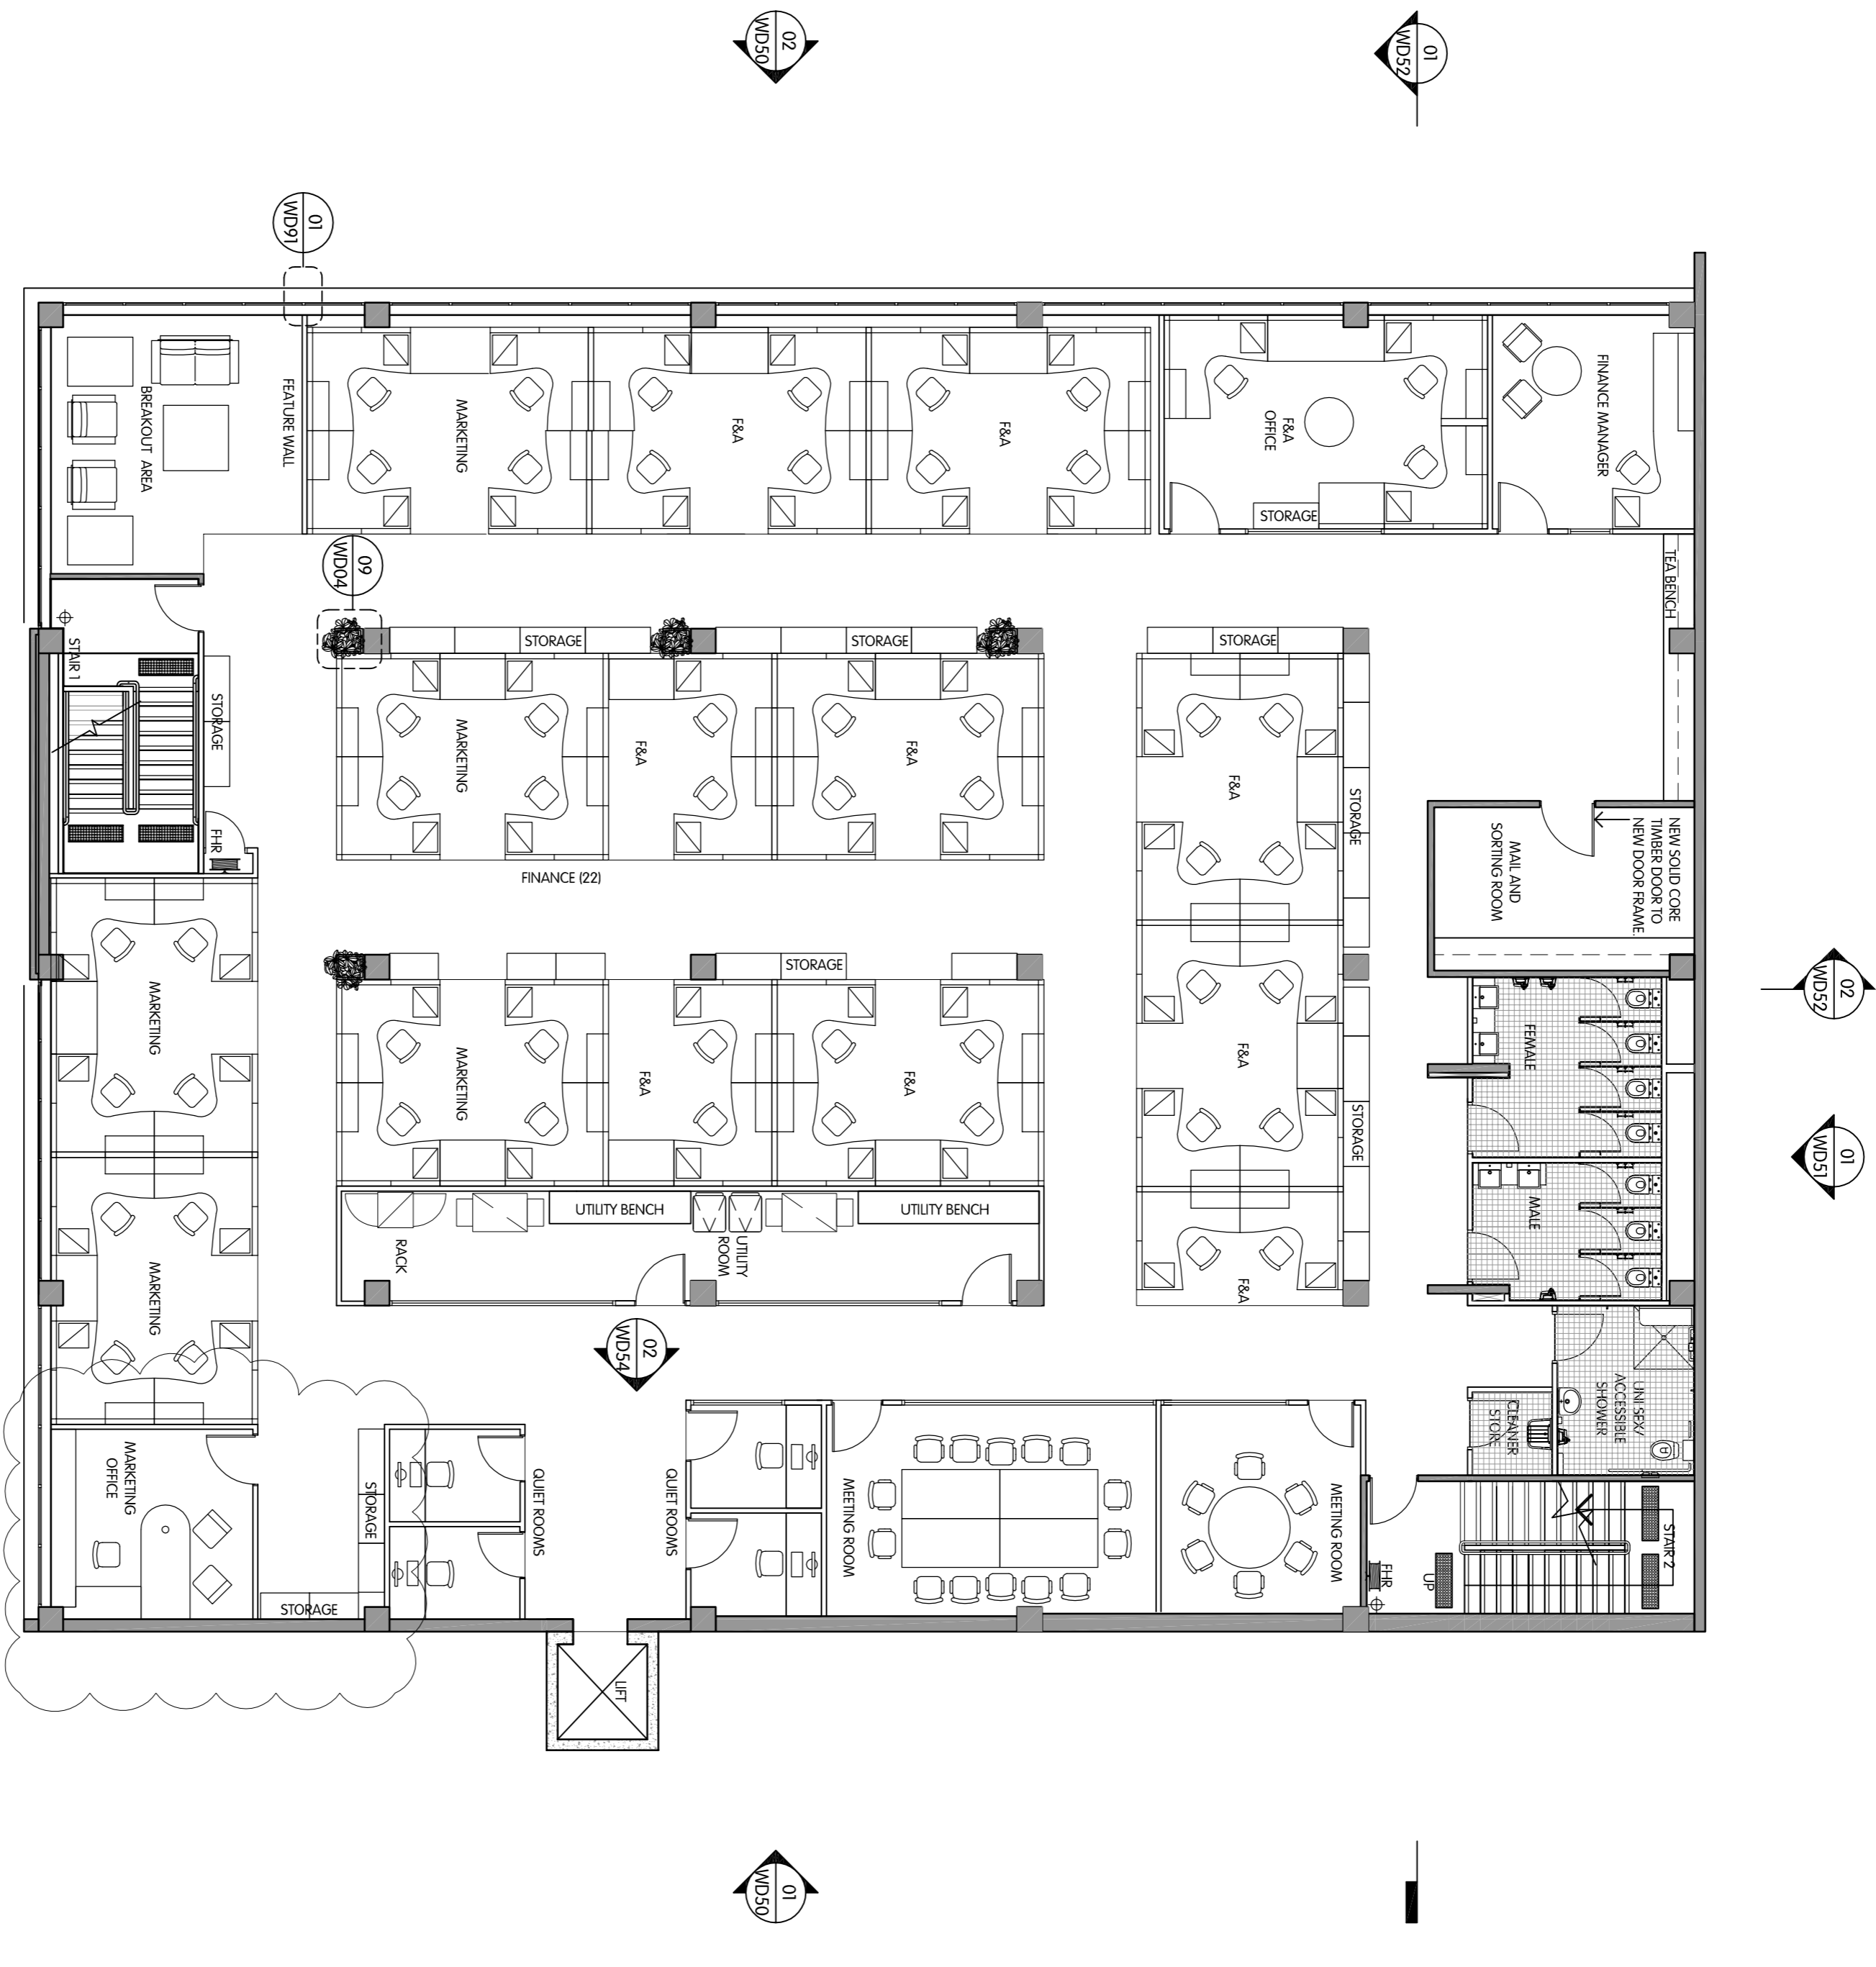 02
WD50
01
WD52
01
WD91
FEATURE WALL
BREAKOUT AREA
MARKETING
F&A
F&A
F&A
OFFICE
STORAGE
FINANCE MANAGER
TEA BENCH
09
WD04
STAIR 1
STORAGE
FHR
STORAGE
STORAGE
STORAGE
MARKETING
F&A
F&A
F&A
STORAGE
FINANCE (22)
NEW SOLID CORE
TIMBER DOOR TO
NEW DOOR FRAME.
MAIL AND
SORTING ROOM
02
WD52
STORAGE
MARKETING
MARKETING
F&A
F&A
F&A
STORAGE
FEMALE
01
WD51
MALE
UTILITY BENCH
UTILITY BENCH
RACK
UTILITY
ROOM
F&A
MARKETING
02
WD54
UNI SEX/
ACCESSIBLE
SHOWER
CLEANER
STORE
MARKETING
OFFICE
STORAGE
STORAGE
QUIET ROOMS
QUIET ROOMS
MEETING ROOM
MEETING ROOM
FHR
UP
STAIR 2
LIFT
01
WD50